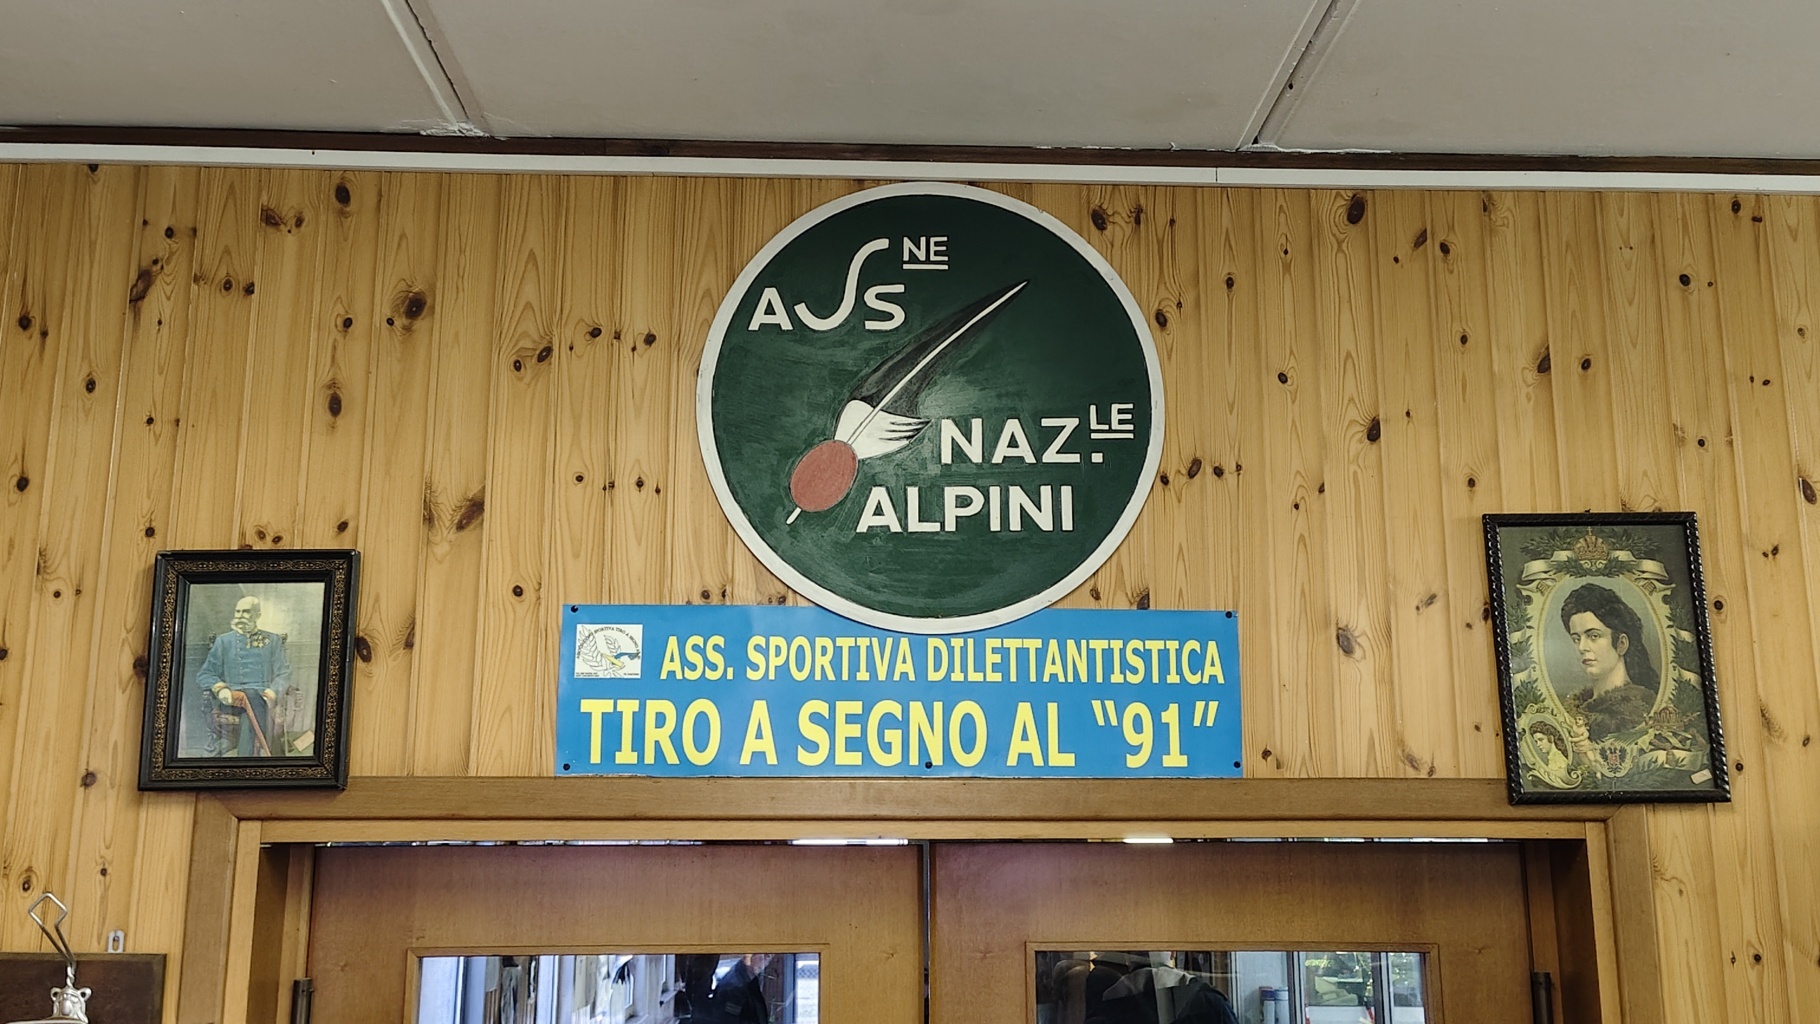 ASS NE
NAZ. LE
ALPINI
ASS. SPORTIVA DILETTANTISTICA
TIRO A SEGNO AL “91”